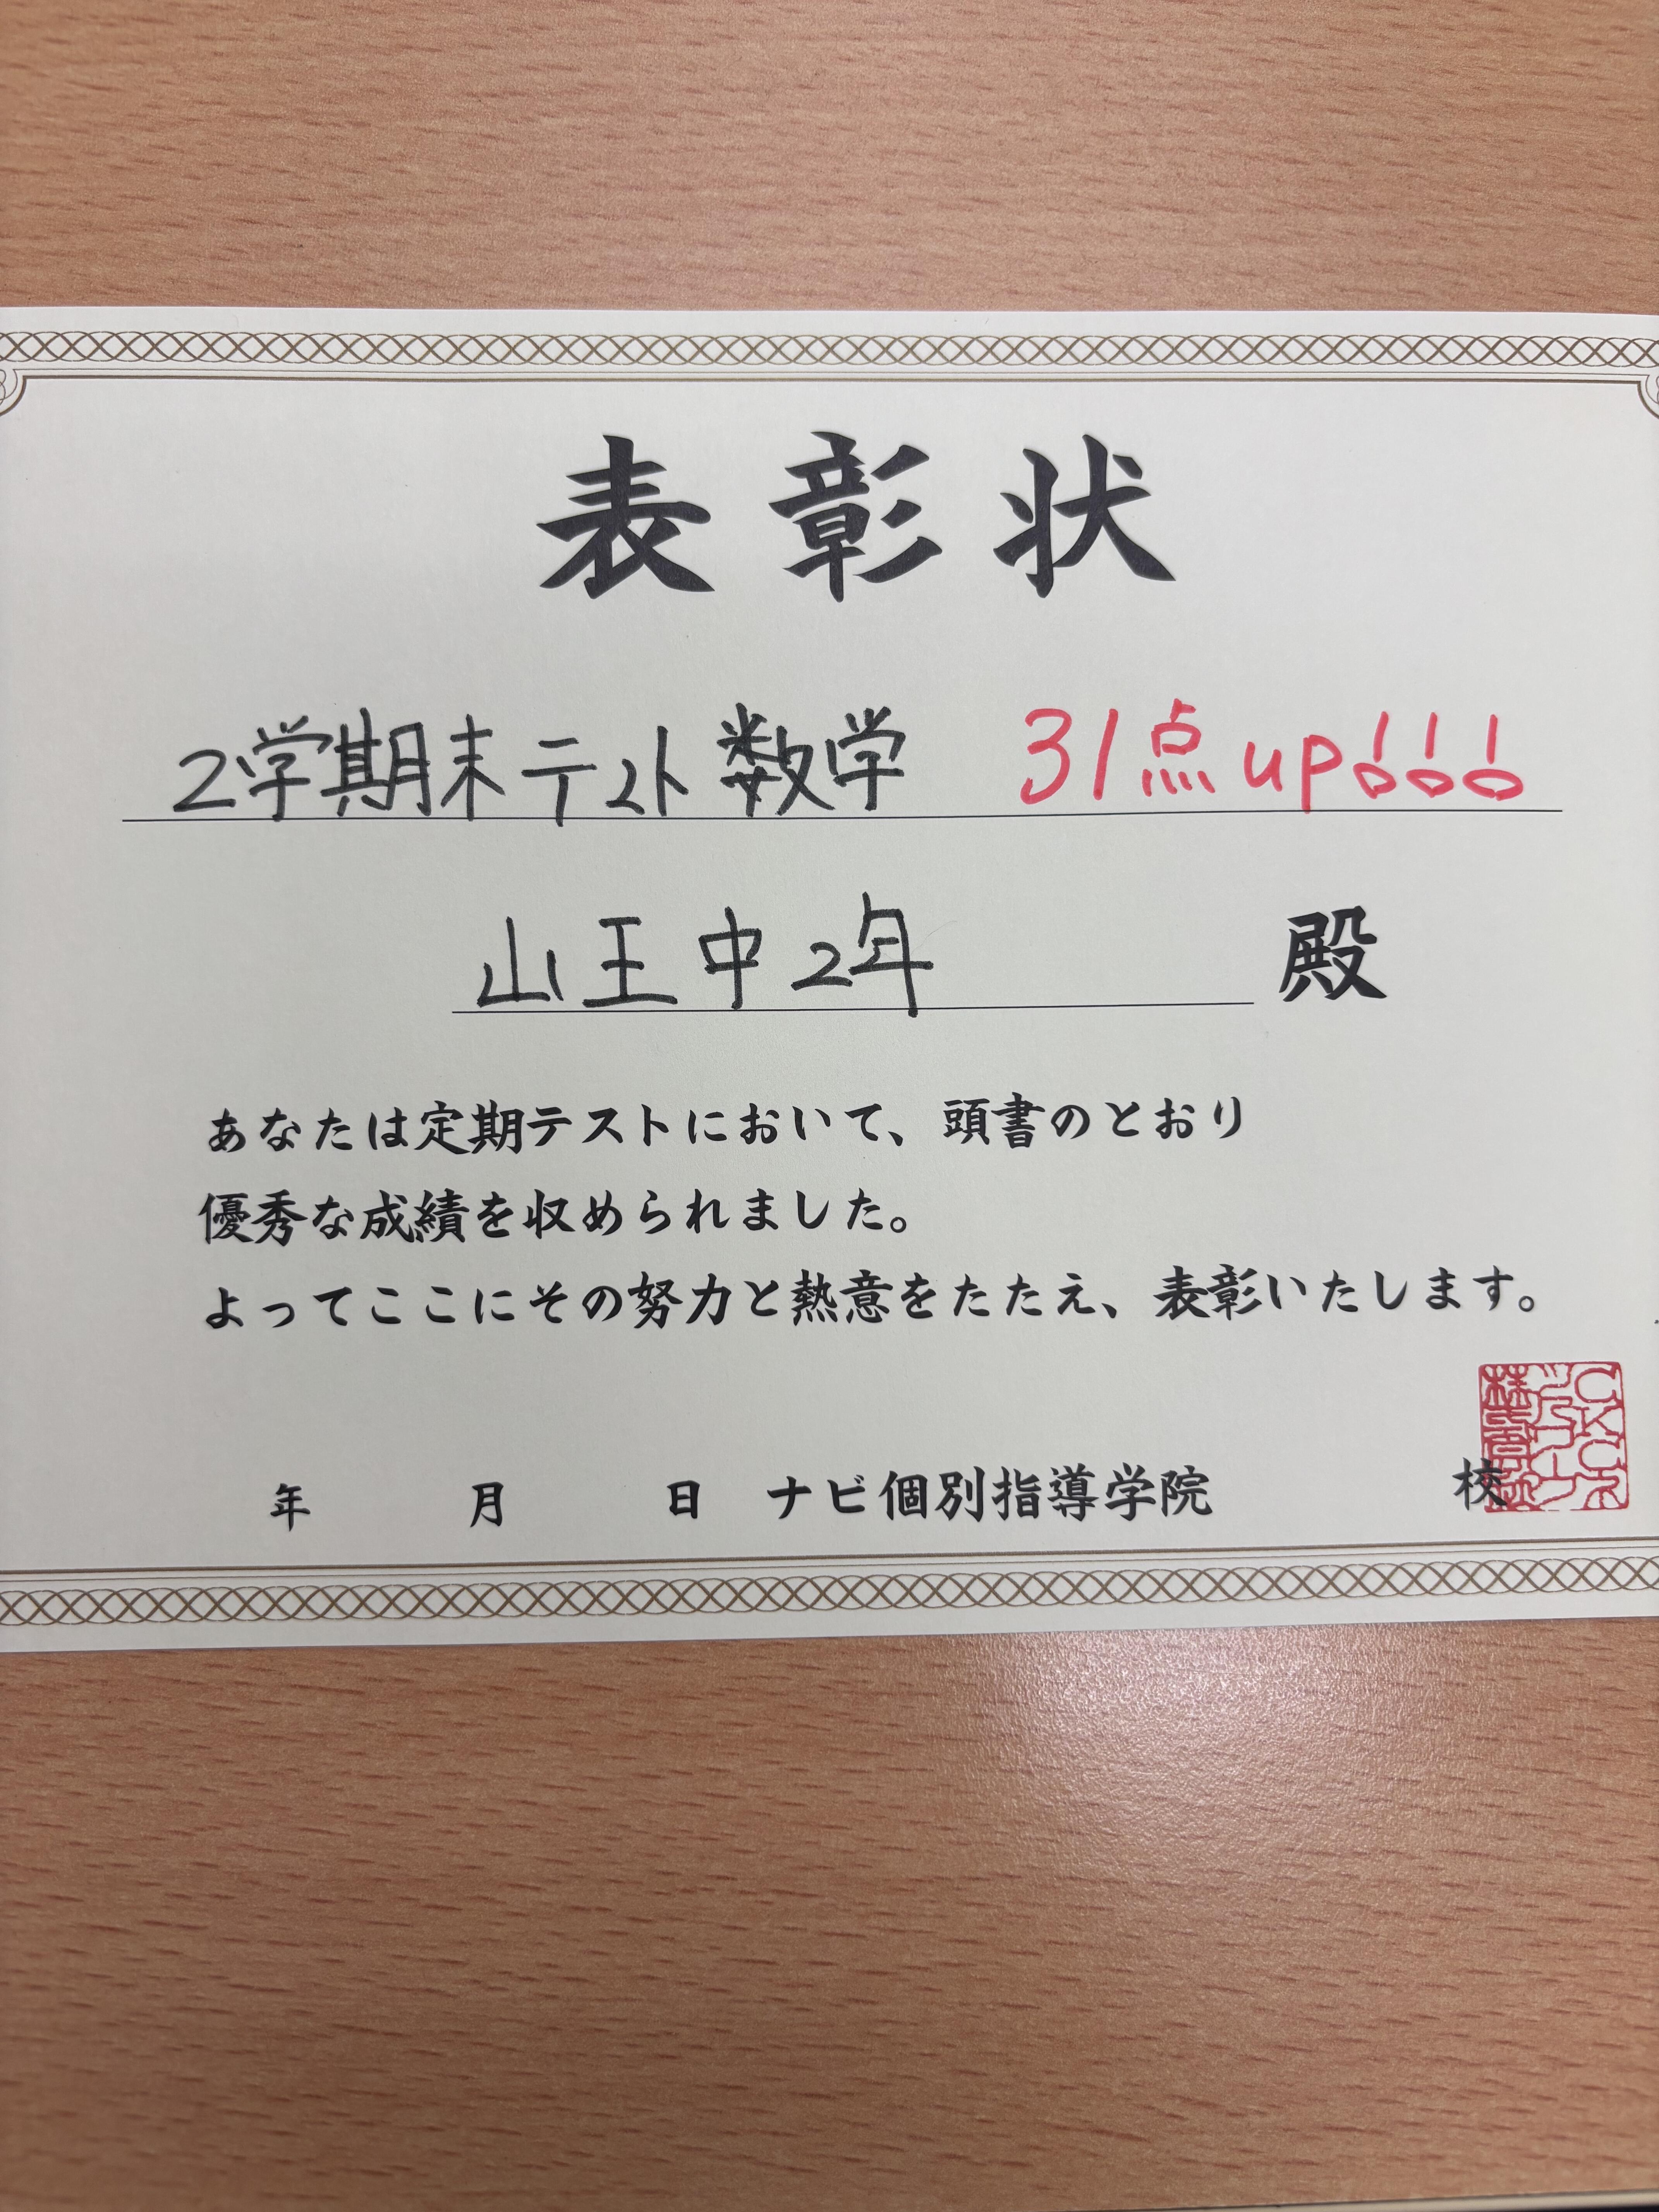 表彰状
2学期末テスト 数学 31点up!!!
山王中2年 殿
あなたは定期テストにおいて、頭書のとおり
優秀な成績を収められました。
よってここにその努力と熱意をたたえ、表彰いたします。
年 月 日 ナビ個別指導学院 校